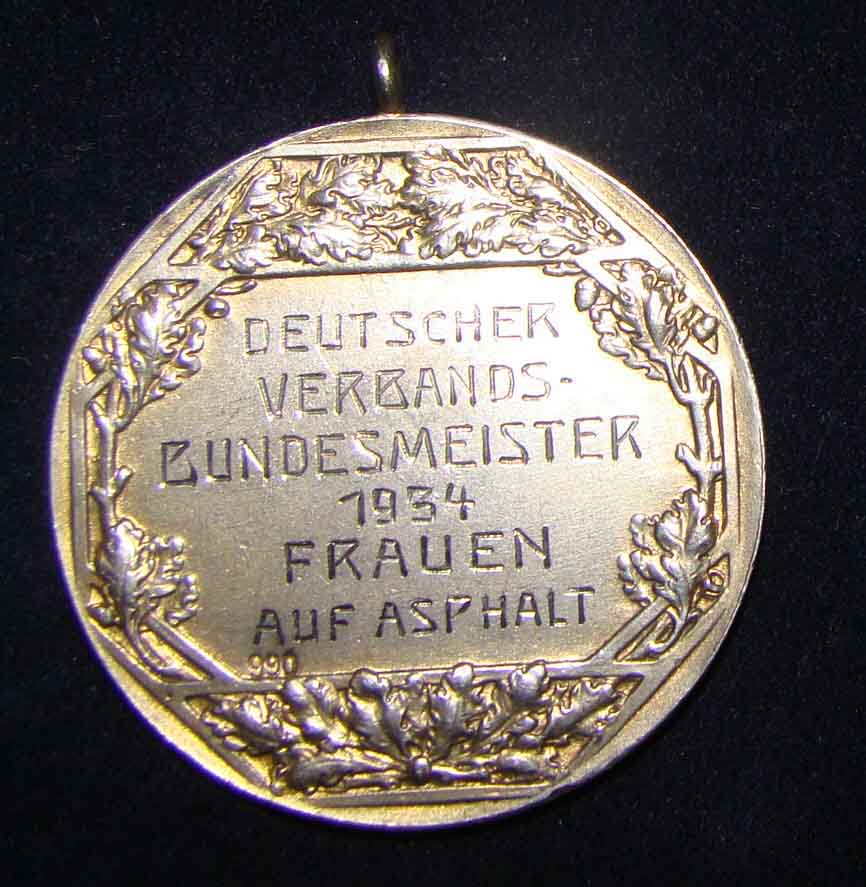 DEUTSCHER
VERBANDS-
BUNDESMEISTER
1934
FRAUEN
AUF ASPHALT
990